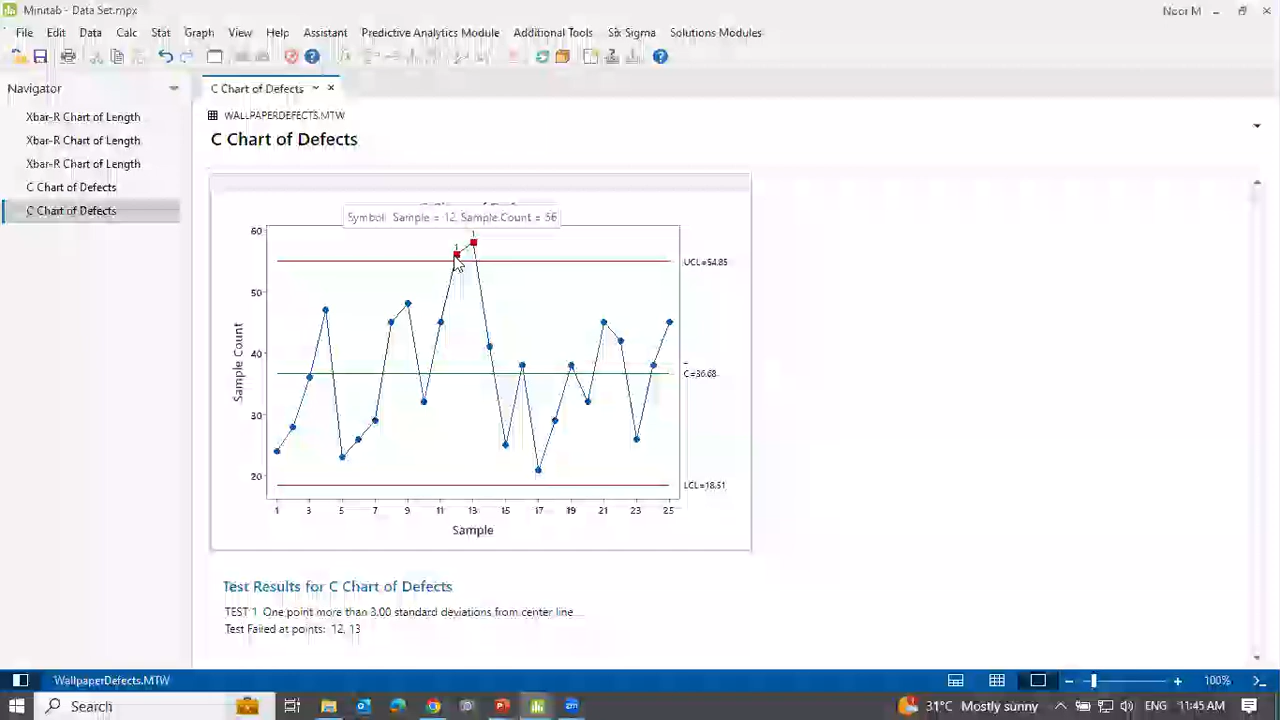 Minitab - Data Set.mpx
Noor M
File Edit Data Calc Stat Graph View Help Assistant Predictive Analytics Module Additional Tools Six Sigma Solutions Modules
Navigator
C Chart of Defects
Xbar-R Chart of Length
Xbar-R Chart of Length
Xbar-R Chart of Length
C Chart of Defects
C Chart of Defects
WALLPAPERDEFECTS.MTW
C Chart of Defects
Symbol: Sample = 12, Sample Count = 56
60
50
40
30
20
Sample Count
1
1
UCL=54.85
C=36.68
LCL=18.51
1 3 5 7 9 11 13 15 17 19 21 23 25
Sample
Test Results for C Chart of Defects
TEST 1. One point more than 3.00 standard deviations from center line.
Test Failed at points: 12, 13
WallpaperDefects.MTW
100%
Search
31°C Mostly sunny
ENG
11:45 AM